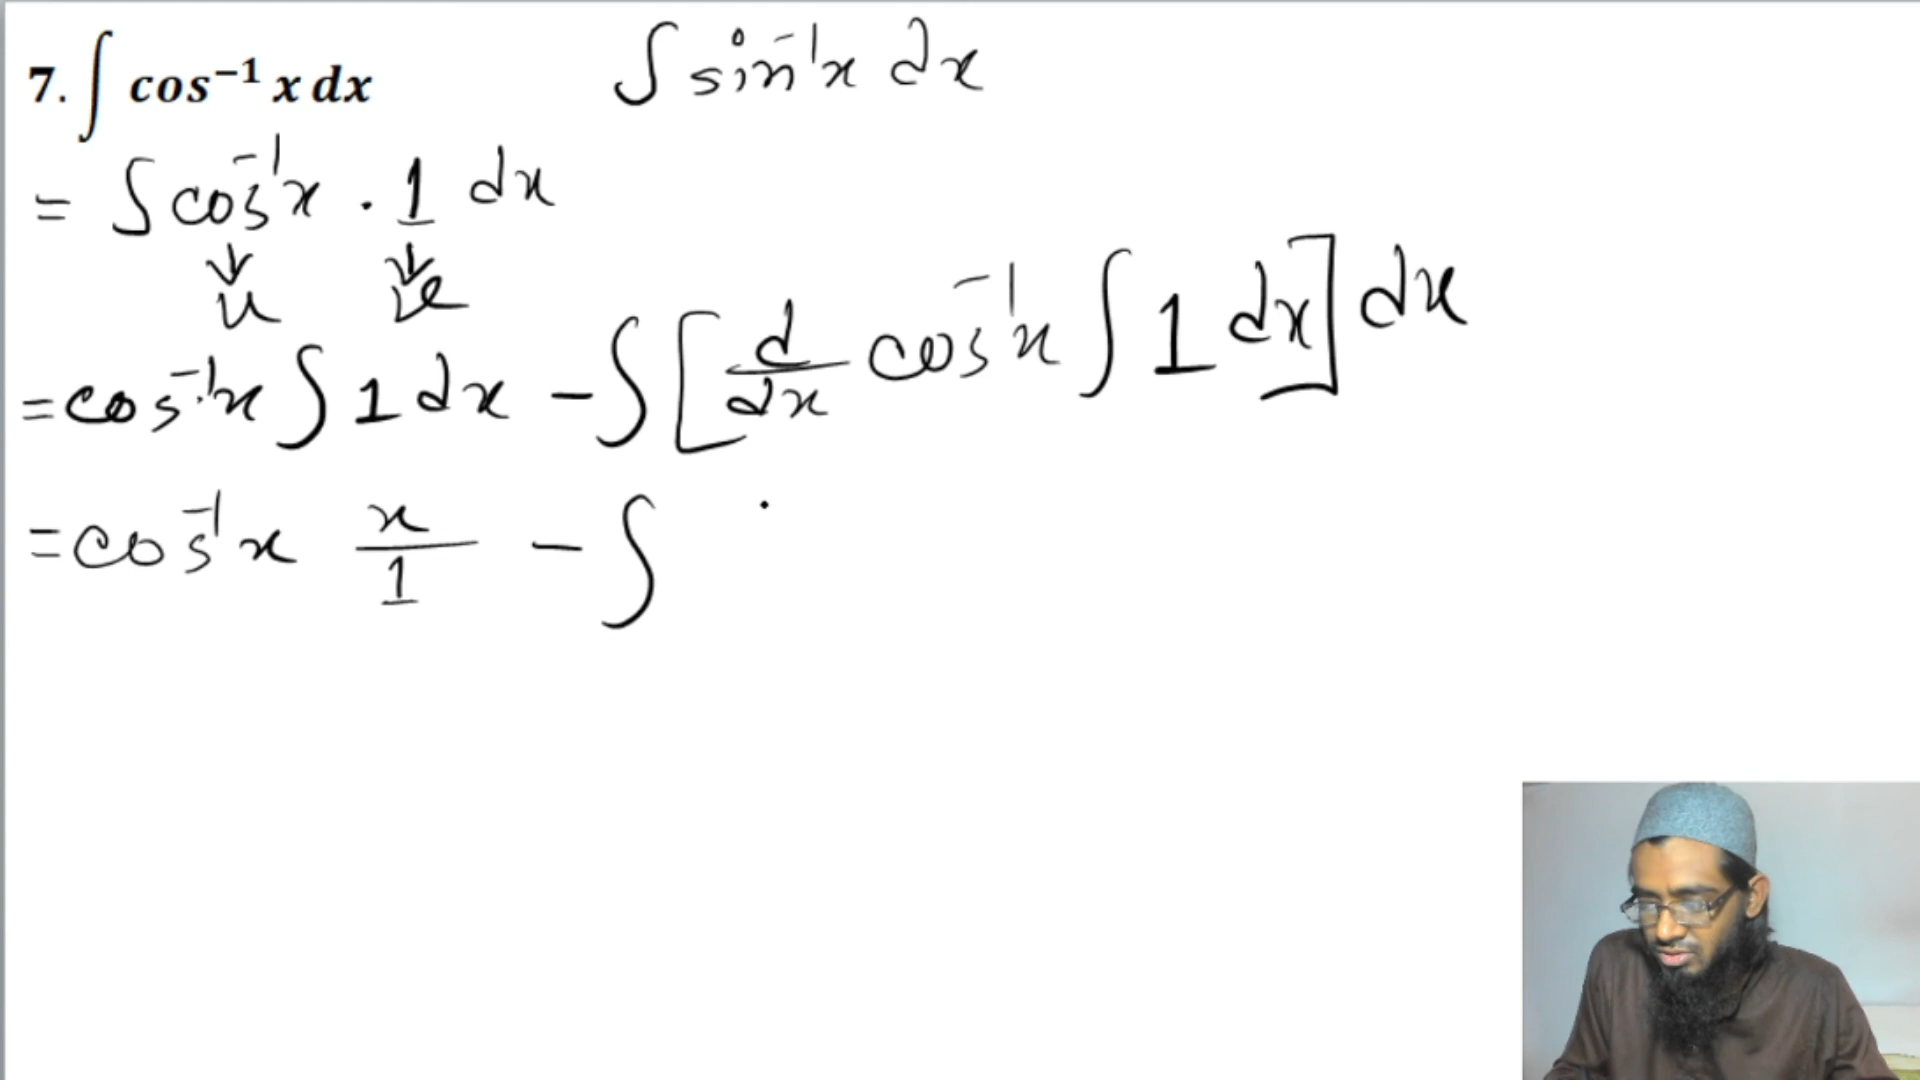 7. ∫ cos⁻¹ x dx ∫ sin⁻¹x dx
= ∫ cos⁻¹x . 1 dx
u v
= cos⁻¹x ∫ 1 dx - ∫ [d/dx cos⁻¹x ∫ 1 dx] dx
= cos⁻¹x x/1 - ∫